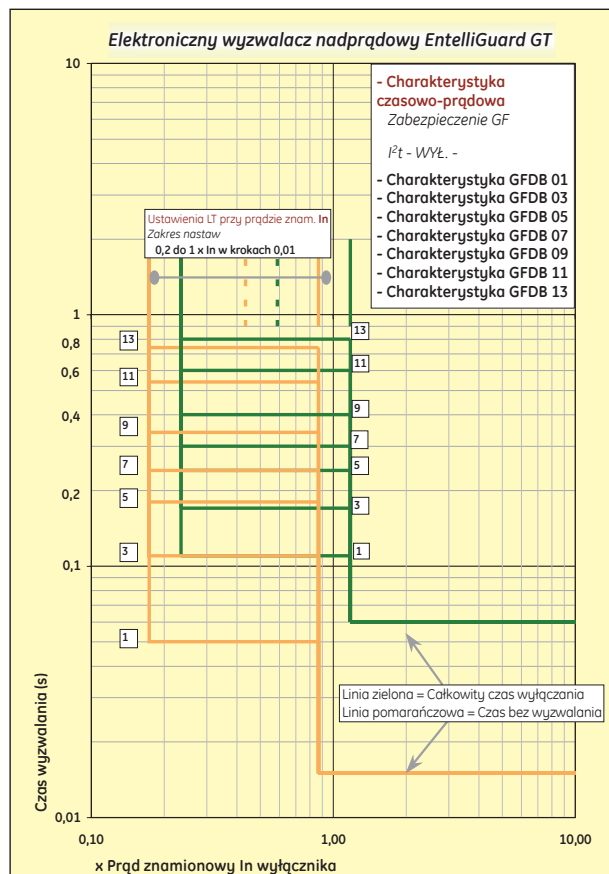 Elektroniczny wyzwalacz nadprądowy EntelliGuard GT
10
- Charakterystyka
czasowo-prądowa
Zabezpieczenie GF
I²t - WYŁ. -
- Charakterystyka GFDB 01
- Charakterystyka GFDB 03
- Charakterystyka GFDB 05
- Charakterystyka GFDB 07
- Charakterystyka GFDB 09
- Charakterystyka GFDB 11
- Charakterystyka GFDB 13
Ustawienia LT przy prądzie znam. In
Zakres nastaw
0,2 do 1 x In w krokach 0,01
1
13
0,8
13
11
0,6
11
9
0,4
9
7
7
5
0,2
5
3
3
1
0,1
1
Linia zielona = Całkowity czas wyłączania
Linia pomarańczowa = Czas bez wyzwalania
Czas wyzwalania (s)
0,01
0,10
1,00
10,00
x Prąd znamionowy In wyłącznika